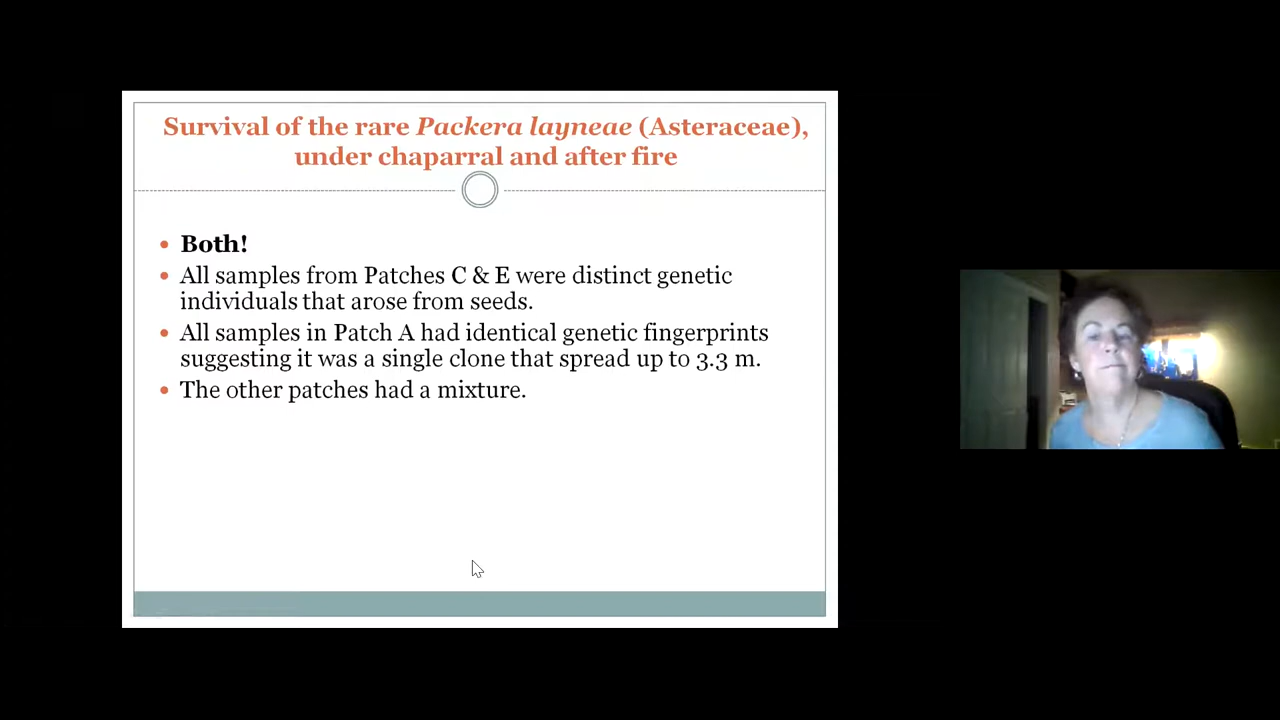 Survival of the rare Packera layneae (Asteraceae),
under chaparral and after fire
Both!
All samples from Patches C & E were distinct genetic
individuals that arose from seeds.
All samples in Patch A had identical genetic fingerprints
suggesting it was a single clone that spread up to 3.3 m.
The other patches had a mixture.